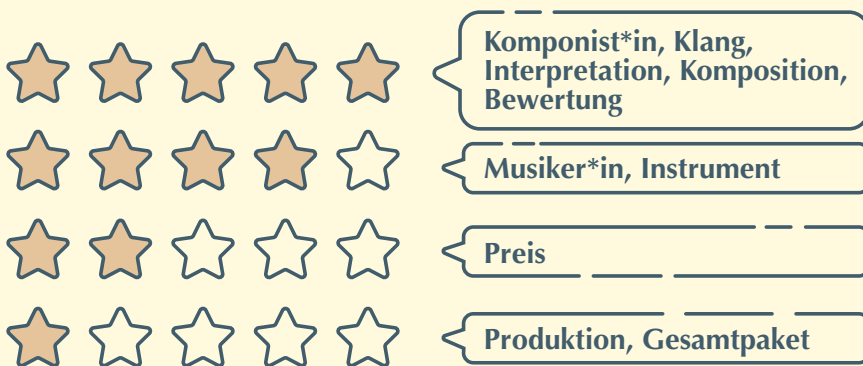 Komponist*in, Klang,
Interpretation, Komposition,
Bewertung
Musiker*in, Instrument
Preis
Produktion, Gesamtpaket